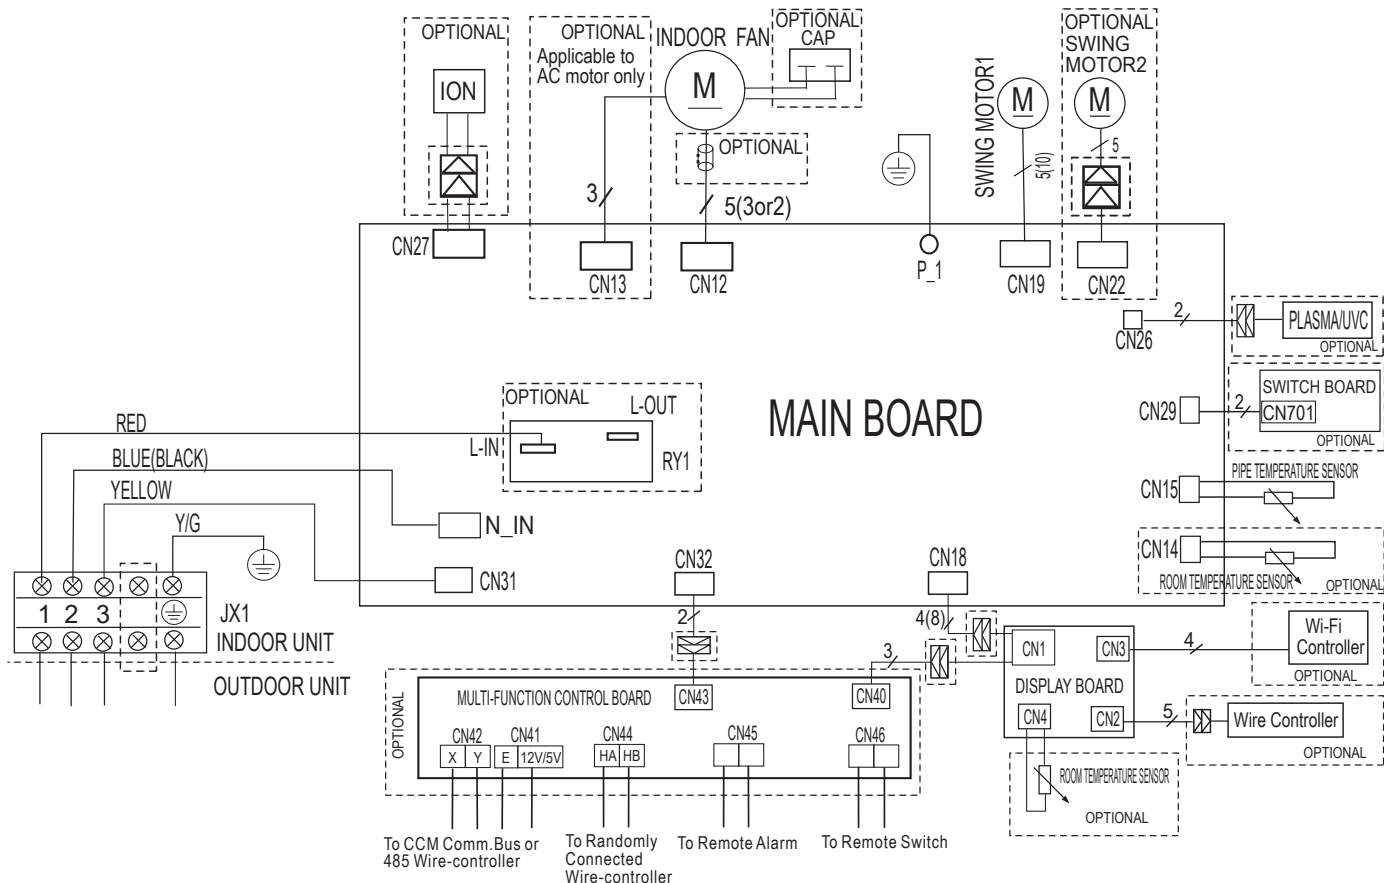 OPTIONAL
ION
CN27
OPTIONAL
Applicable to
AC motor only
3
CN13
INDOOR FAN
M
OPTIONAL
CAP
OPTIONAL
5(3or2)
CN12
P_1
SWING MOTOR1
M
5(10)
CN19
OPTIONAL
SWING
MOTOR2
M
5
CN22
CN26
2
PLASMA/UVC
OPTIONAL
CN29
2
SWITCH BOARD
CN701
OPTIONAL
CN15
PIPE TEMPERATURE SENSOR
CN14
ROOM TEMPERATURE SENSOR
OPTIONAL
MAIN BOARD
OPTIONAL
L-OUT
L-IN
RY1
RED
BLUE(BLACK)
YELLOW
Y/G
N_IN
CN31
1 2 3
JX1
INDOOR UNIT
OUTDOOR UNIT
CN32
2
CN18
4(8)
3
OPTIONAL
MULTI-FUNCTION CONTROL BOARD
CN43
CN40
CN42
X Y
CN41
E 12V/5V
CN44
HA HB
CN45
CN46
To CCM Comm.Bus or
485 Wire-controller
To Randomly
Connected
Wire-controller
To Remote Alarm
To Remote Switch
CN1
CN3
DISPLAY BOARD
CN4
CN2
4
Wi-Fi
Controller
OPTIONAL
5
Wire Controller
OPTIONAL
ROOM TEMPERATURE SENSOR
OPTIONAL